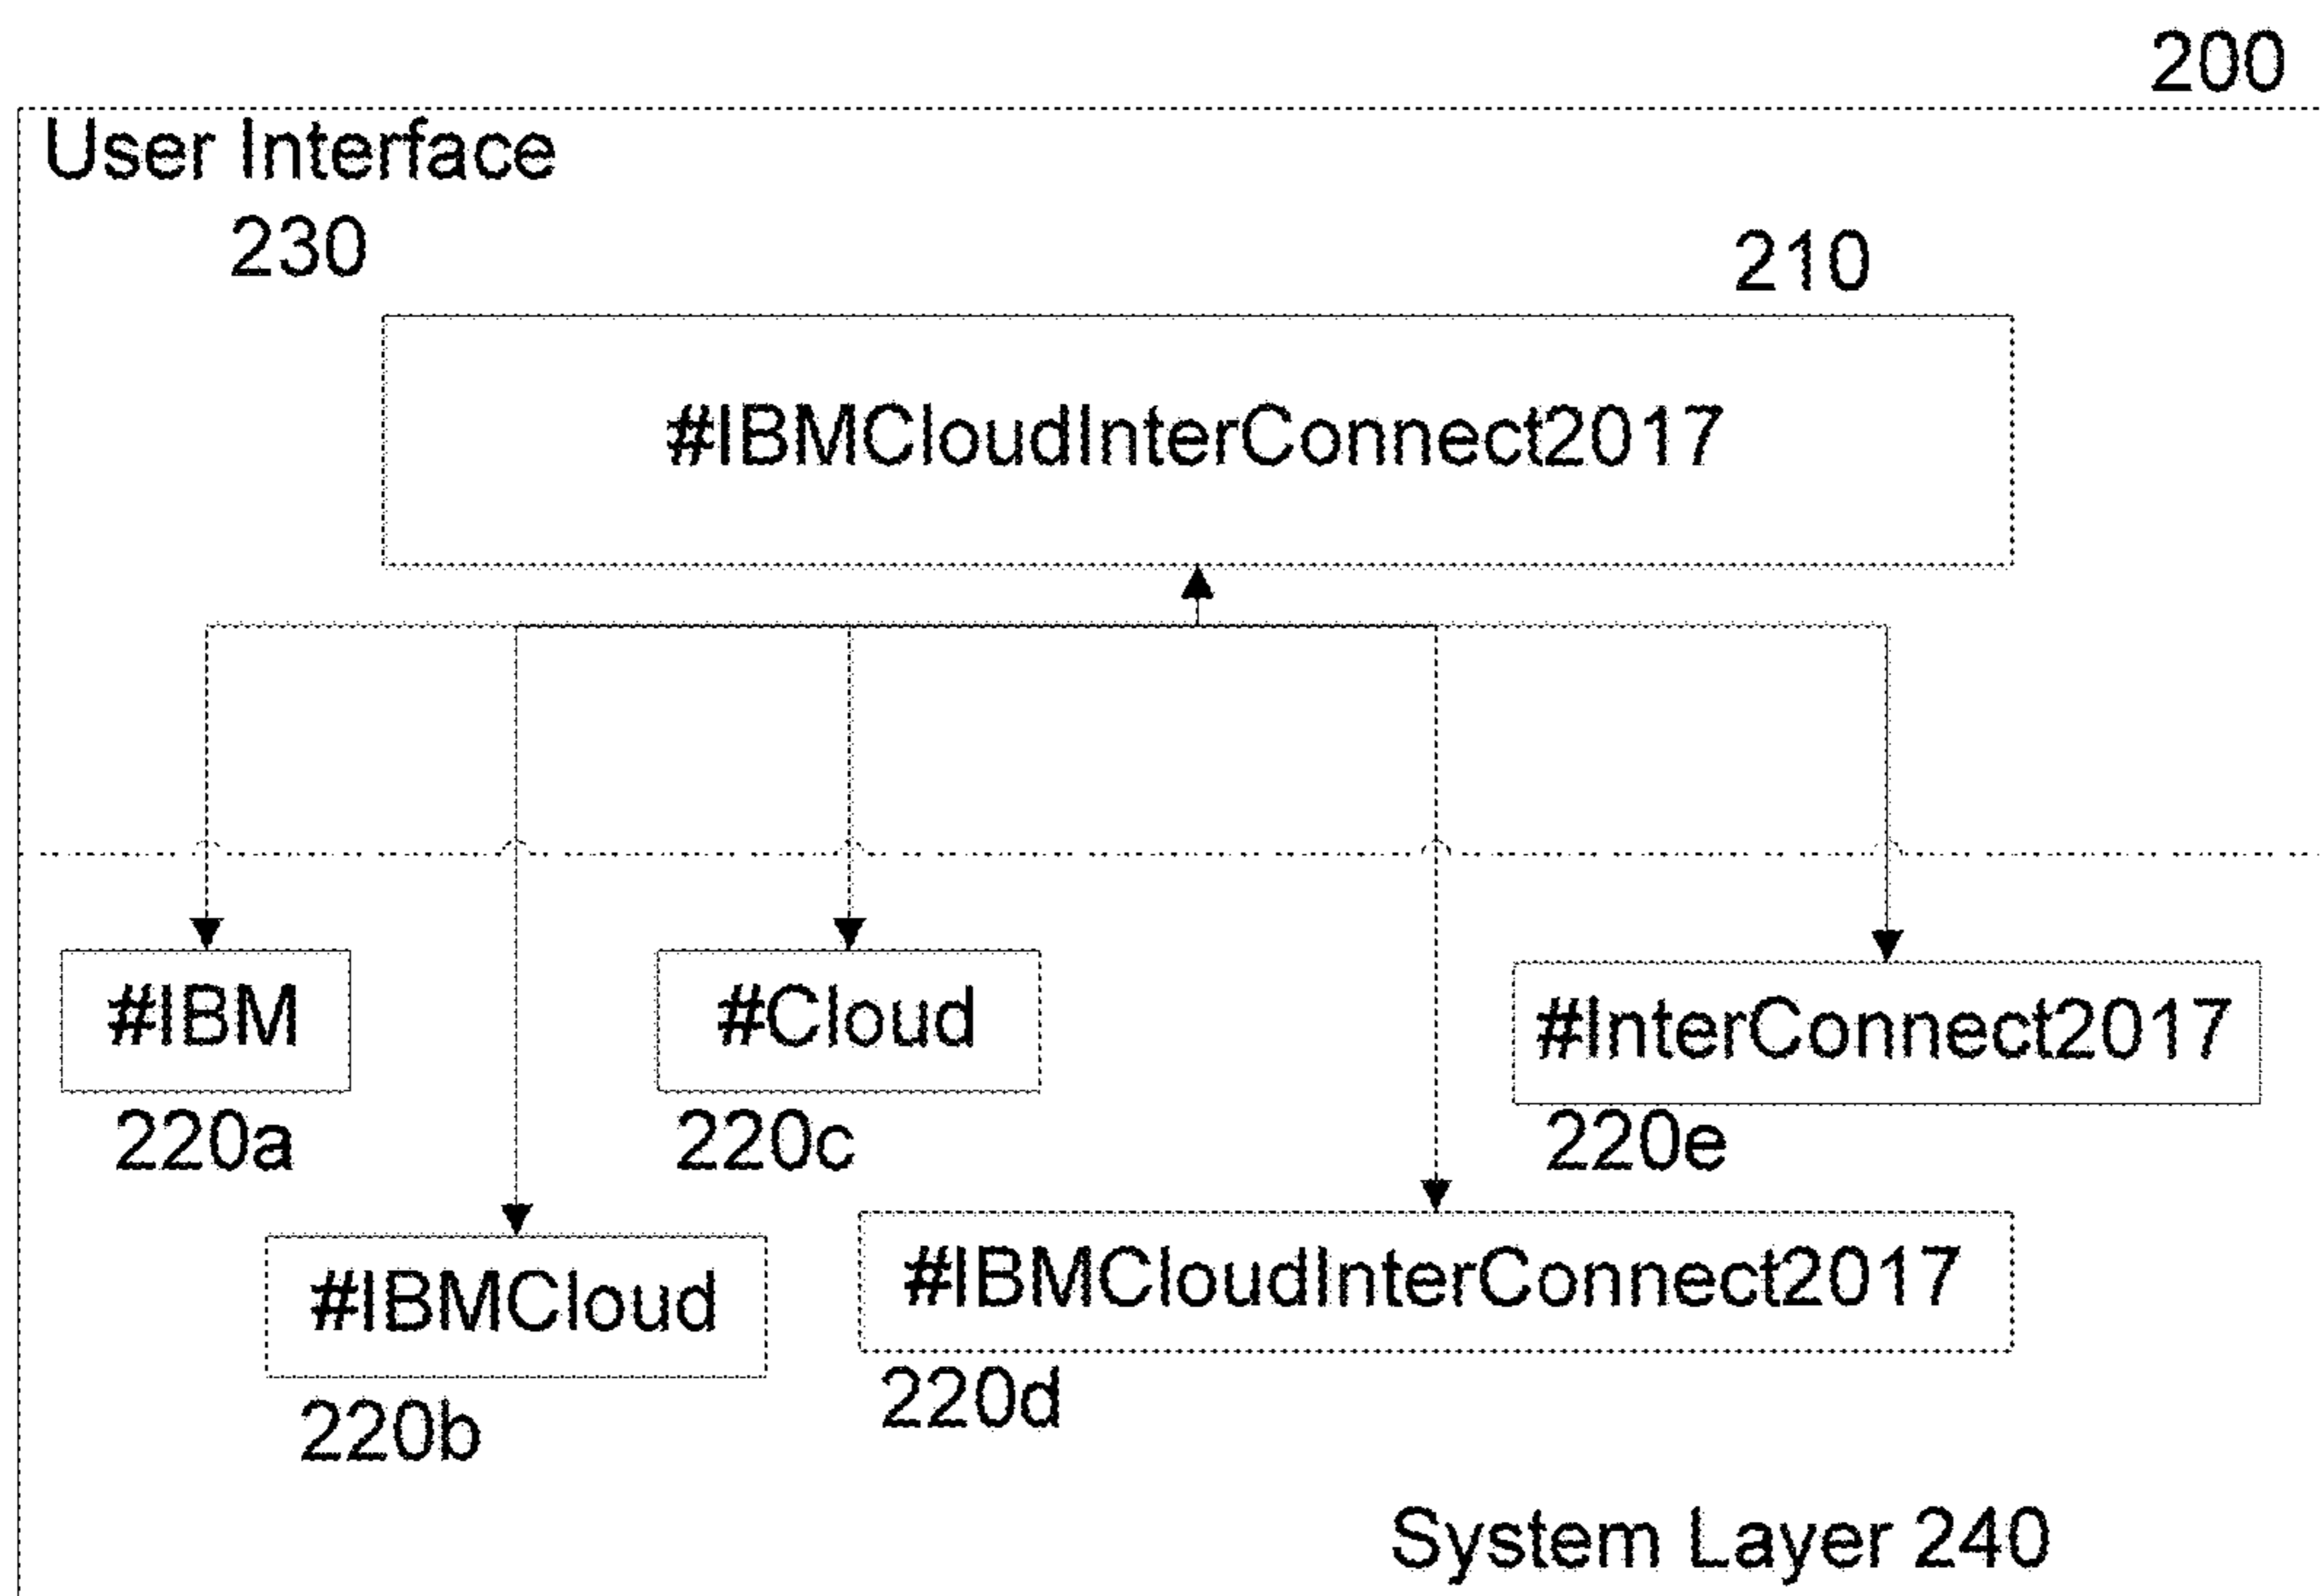 200
User Interface
230
210
#IBMCloudInterConnect2017
#IBM
#Cloud
#InterConnect2017
220a
220c
220e
#IBMCloud
#IBMCloudInterConnect2017
220b
220d
System Layer 240